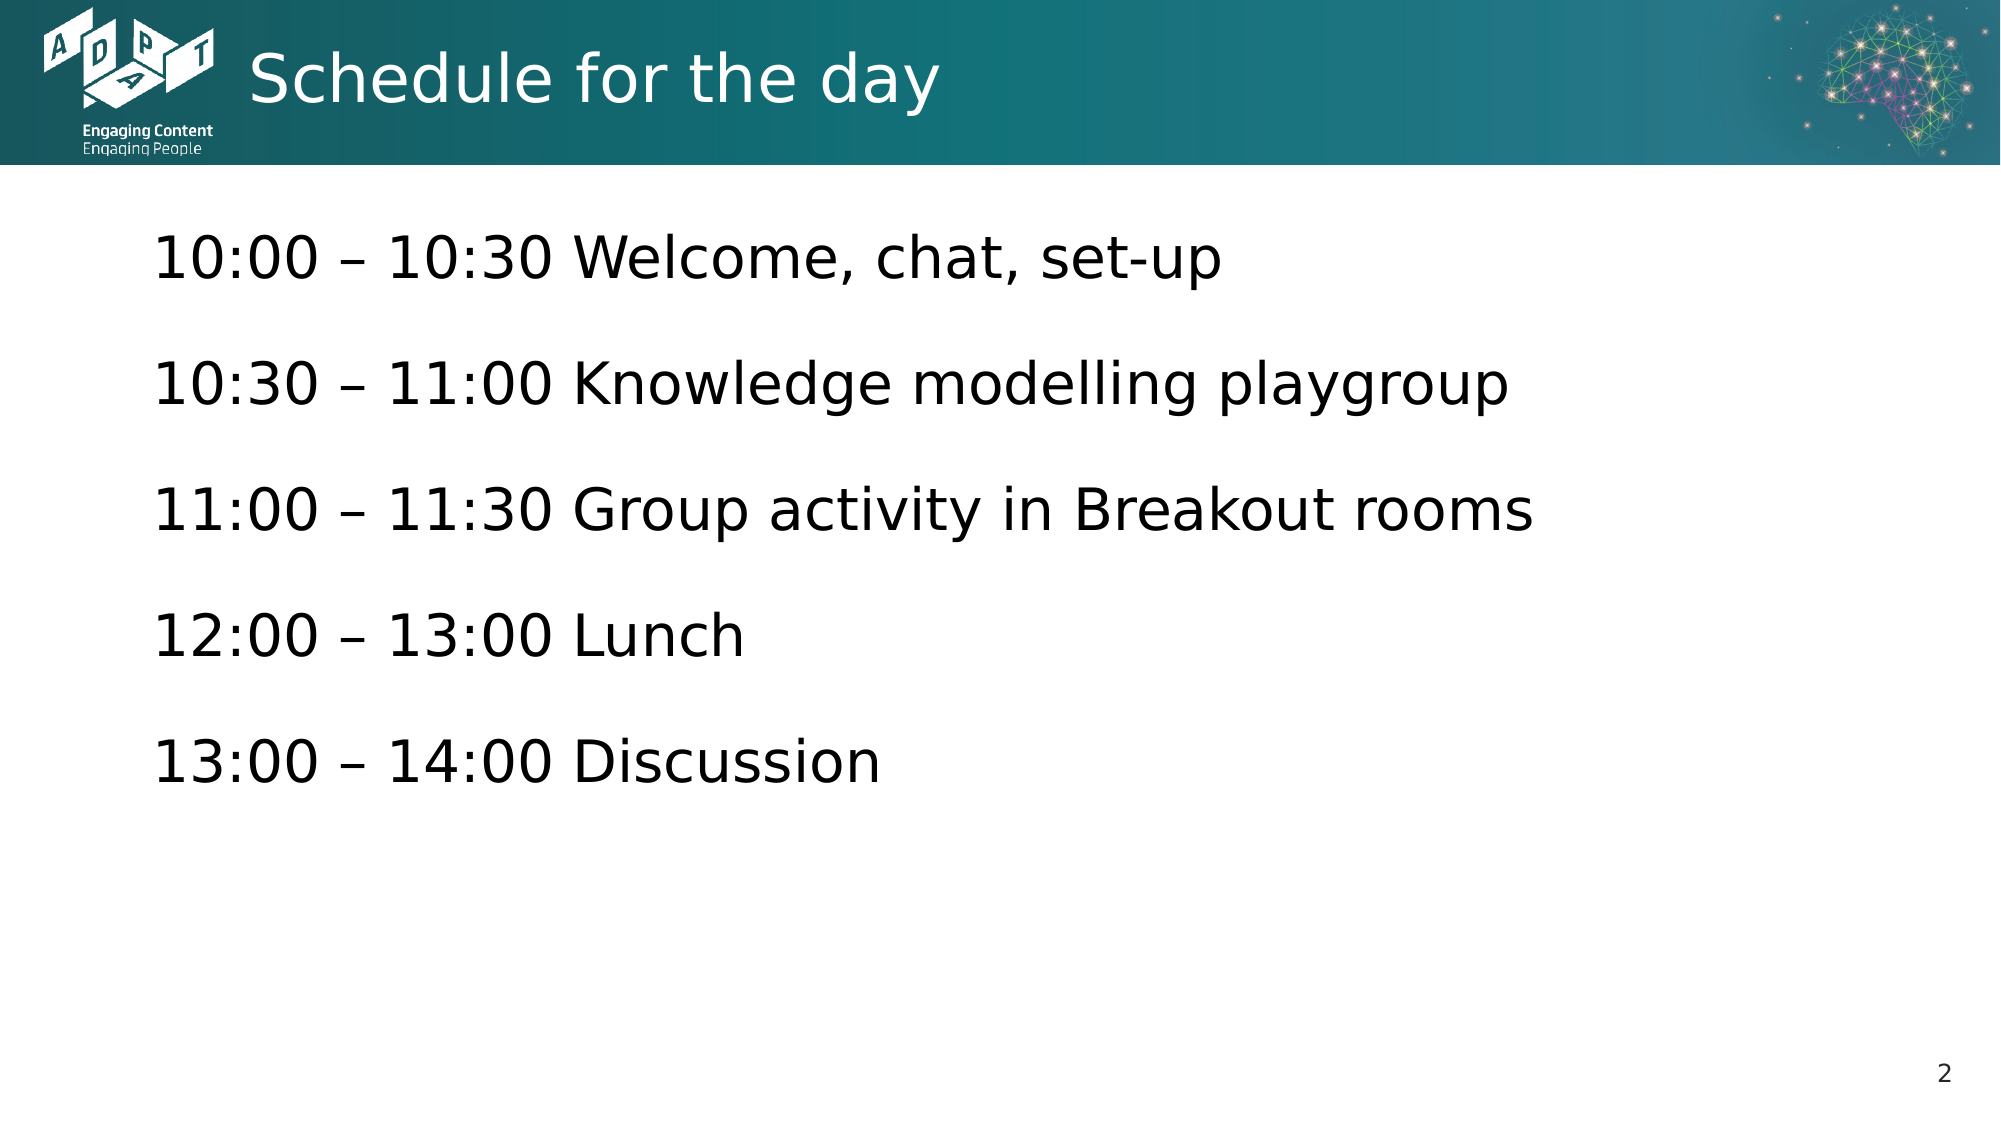 ADAPT
Schedule for the day
Engaging Content
Engaging People
10:00 – 10:30 Welcome, chat, set-up
10:30 – 11:00 Knowledge modelling playgroup
11:00 – 11:30 Group activity in Breakout rooms
12:00 – 13:00 Lunch
13:00 – 14:00 Discussion
2